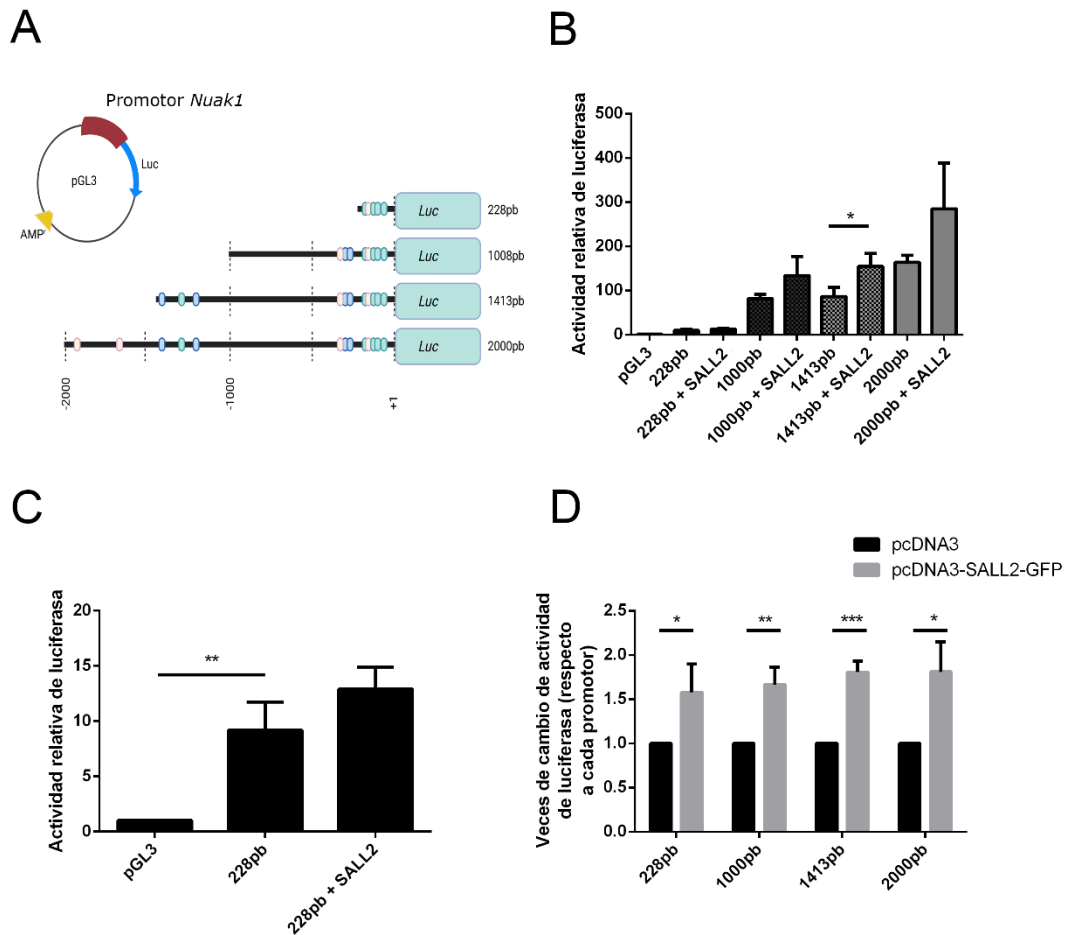 A
Promotor Nuak1
pGL3
Luc
AMP
Luc
228pb
Luc
1008pb
Luc
1413pb
Luc
2000pb
-2000
-1000
+1
B
Actividad relativa de luciferasa
500
400
300
200
100
0
*
pGL3
228pb
228pb + SALL2
1000pb
1000pb + SALL2
1413pb
1413pb + SALL2
2000pb
2000pb + SALL2
C
Actividad relativa de luciferasa
20
15
10
5
0
**
pGL3
228pb
228pb + SALL2
D
pcDNA3
pcDNA3-SALL2-GFP
Veces de cambio de actividad
de luciferasa (respecto
a cada promotor)
2.5
2.0
1.5
1.0
0.5
0.0
*
**
***
*
228pb
1000pb
1413pb
2000pb